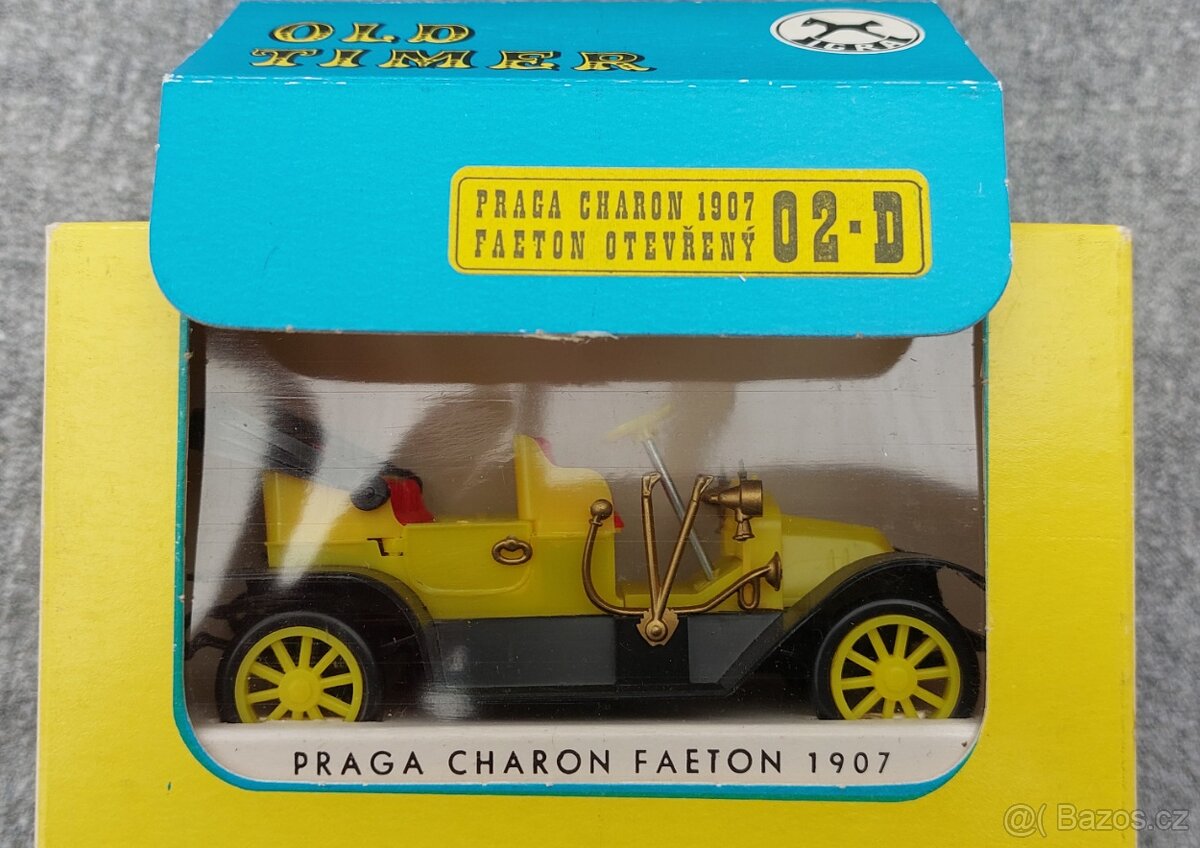 OLD
TIMER
IGRA
PRAGA CHARON 1907
FAETON OTEVŘENÝ
02-D
PRAGA CHARON FAETON 1907
@( Bazos.cz